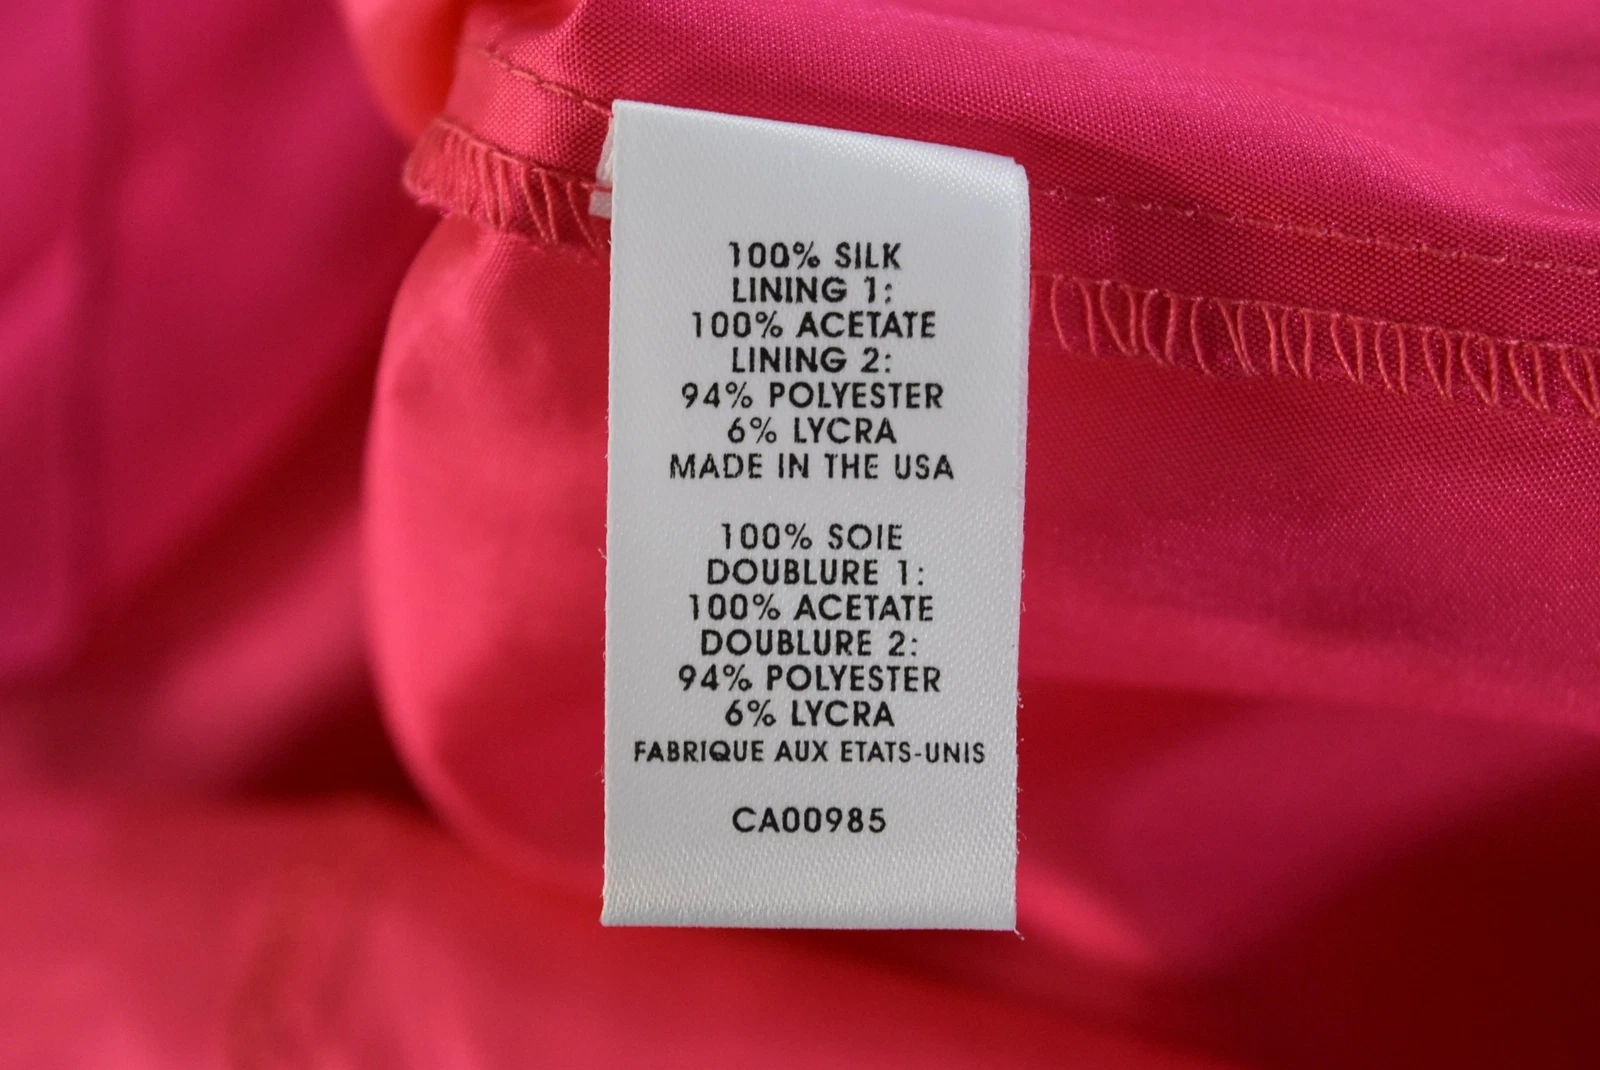 100% SILK
LINING 1:
100% ACETATE
LINING 2:
94% POLYESTER
6% LYCRA
MADE IN THE USA
100% SOIE
DOUBLURE 1:
100% ACETATE
DOUBLURE 2:
94% POLYESTER
6% LYCRA
FABRIQUE AUX ETATS-UNIS
CA00985